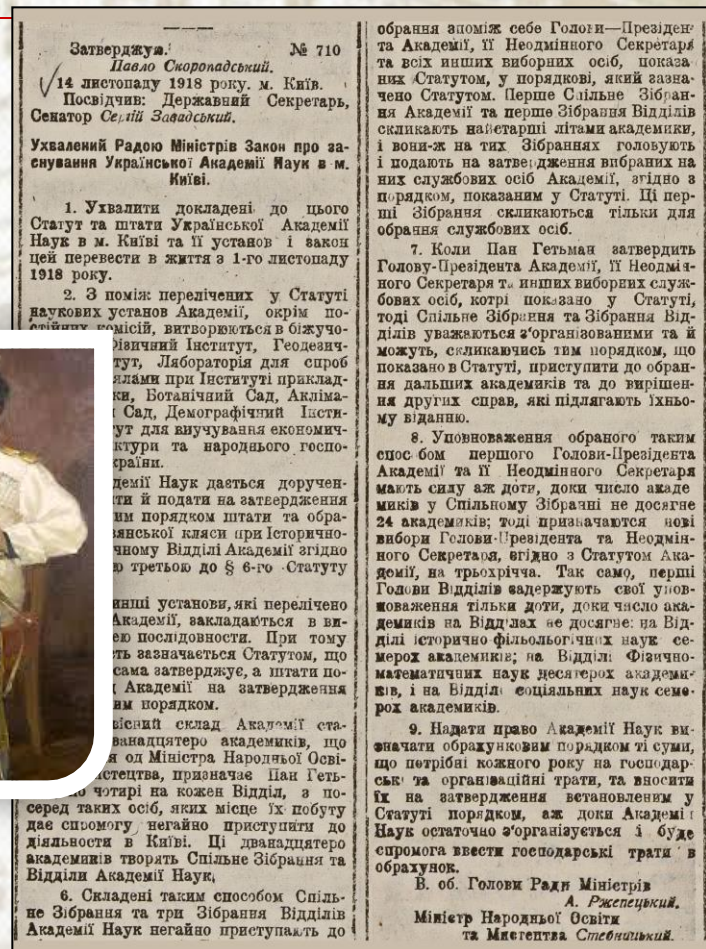 Затверджую. № 710
Павло Скоропадський.
14 листопаду 1918 року. м. Київ.
Посвідчив: Державний Секретарь,
Сенатор Сергій Завадський.
Ухвалений Радою Міністрів Закон про за-
снування Української Академії Наук в м.
Київі.
1. Ухвалити докладені до цього
Статут та штати Української Академії
Наук в м. Київі та її установ і закон
цей перевести в життя з 1-го листопаду
1918 року.
2. З поміж перелічених у Статуті
наукових установ Академії, окрім по-
стійних комісій, витворюються в біжучо-
Фізичний Інститут, Геодезич-
тут, Лябораторія для спроб
ялами при Інституті приклад-
ки, Ботанічний Сад, Акліма-
Сад, Демографічний Інсти-
тут для виучування економич-
ктури та народнього госпо-
країни.
демії Наук дається доручен-
ти й подати на затвердження
им порядком штати та обра-
вянської кляси при Історично-
чному Відділі Академії згідно
ю третьою до § 6-го Статуту
инші установи, які перелічено
Академії, закладаються в ви-
ею послідовности. При тому
ть зазначається Статутом, що
сама затверджує, а штати по-
Академії на затвердження
им порядком.
вісний склад Академії ста-
ванадцятеро академиків, що
я од Міністра Народньої Осві-
стецтва, призначає Пан Геть-
по чотирі на кожен Відділ, з по-
серед таких осіб, яких місце їх побуту
дає спромогу негайно приступити до
діяльности в Київі. Ці дванадцятеро
академиків творять Спільне Зібрання та
Відділи Академії Наук.
6. Складені таким способом Спіль-
не Зібрання та три Зібрання Відділів
Академії Наук негайно приступають до
обрання зпоміж себе Голови—Президен-
та Академії, її Неодмінного Секретаря
та всіх инших виборних осіб, показа
них Статутом, у порядкові, який зазна-
чено Статутом. Перше Спільне Зібран-
ня Академії та перше Зібрання Відділів
скликають найстарші літами академики,
і вони-ж на тих Зібраннях головують
і подають на затвердження вибраних на
них службових осіб Академії, згідно з
порядком, показаним у Статуті. Ці пер-
ші Зібрання скликаються тільки для
обрання службових осіб.
7. Коли Пан Гетьман затвердить
Голову-Президента Академії, її Неодмін-
ного Секретаря та инших виборних служ-
бових осіб, котрі показано у Статуті,
тоді Спільне Зібрання та Зібрання Від-
ділів уважаються з'організованими та й
можуть, скликаючись тим порядком, що
показано в Статуті, приступити до обран-
ня дальших академиків та до вирішен-
ня других справ, які підлягають їхньо-
му віданню.
8. Уповноваження обраного таким
способом першого Голови-Президента
Академії та її Неодмінного Секретаря
мають силу аж доти, доки число акаде
миків у Спільному Зібранні не досягне
24 академиків; тоді призначаются нові
вибори Голови-Президента та Неодмін-
ного Секретаря, згідно з Статутом Ака-
демії, на трьохріччя. Так само, перші
Голови Відділів задержують свої упов-
новаження тільки доти, доки число ака-
демиків на Відділах не досягне: на Від-
ділі історично фільольогічних наук се-
мерох академиків; на Відділі Фізично-
математичних наук десятерох академи-
ків, і на Відділі соціяльних наук семе-
рох академиків.
9. Надати право Академії Наук ви-
значати обрахунковим порядком ті суми,
що потрібні кожного року на господар-
ські та організаційні трати, та вносити
їх на затвердження встановленим у
Статуті порядком, аж доки Академія
Наук остаточно з'організується і буде
спромога ввести господарські трати в
обрахунок.
В. об. Голови Ради Міністрів
А. Ржепецький.
Міністр Народньої Освіти
та Мистецтва Стебницький.